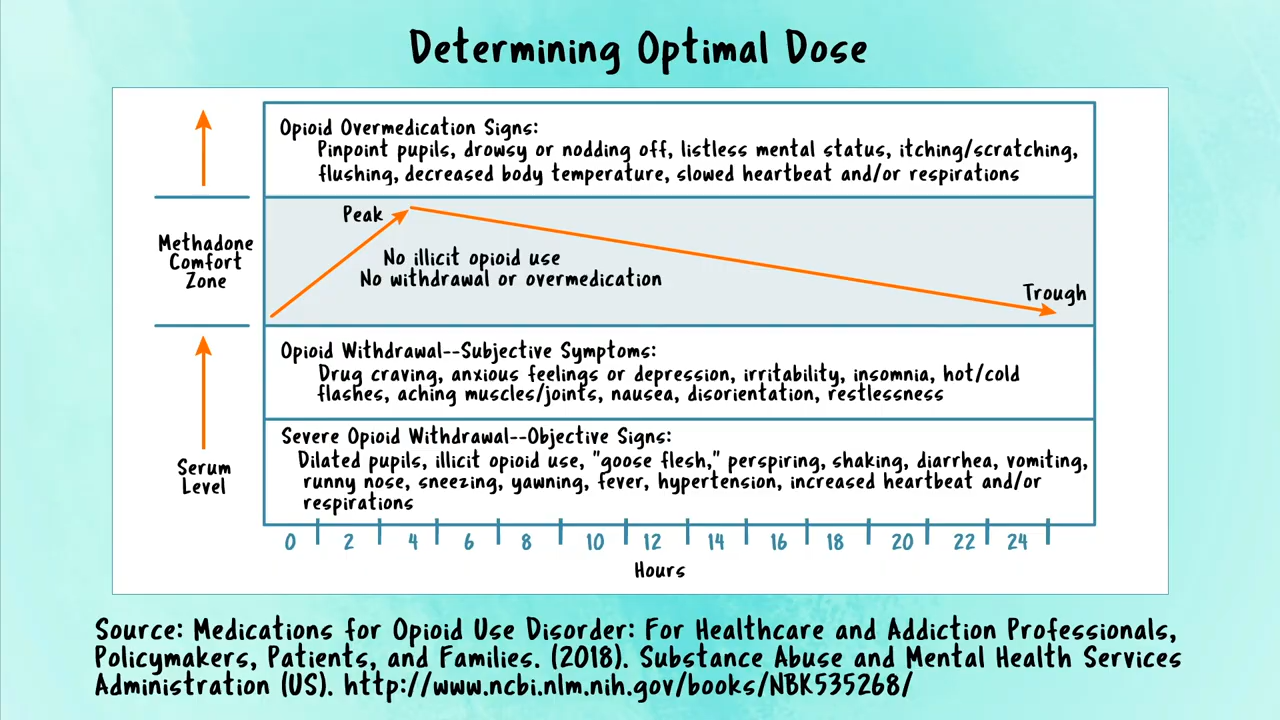 Determining Optimal Dose
Opioid Overmedication Signs:
Pinpoint pupils, drowsy or nodding off, listless mental status, itching/scratching,
flushing, decreased body temperature, slowed heartbeat and/or respirations
Methadone
Comfort
Zone
Peak
No illicit opioid use
No withdrawal or overmedication
Trough
Opioid Withdrawal--Subjective Symptoms:
Drug craving, anxious feelings or depression, irritability, insomnia, hot/cold
flashes, aching muscles/joints, nausea, disorientation, restlessness
Serum
Level
Severe Opioid Withdrawal--Objective Signs:
Dilated pupils, illicit opioid use, "goose flesh," perspiring, shaking, diarrhea, vomiting,
runny nose, sneezing, yawning, fever, hypertension, increased heartbeat and/or
respirations
0 2 4 6 8 10 12 14 16 18 20 22 24
Hours
Source: Medications for Opioid Use Disorder: For Healthcare and Addiction Professionals,
Policymakers, Patients, and Families. (2018). Substance Abuse and Mental Health Services
Administration (US). http://www.ncbi.nlm.nih.gov/books/NBK535268/